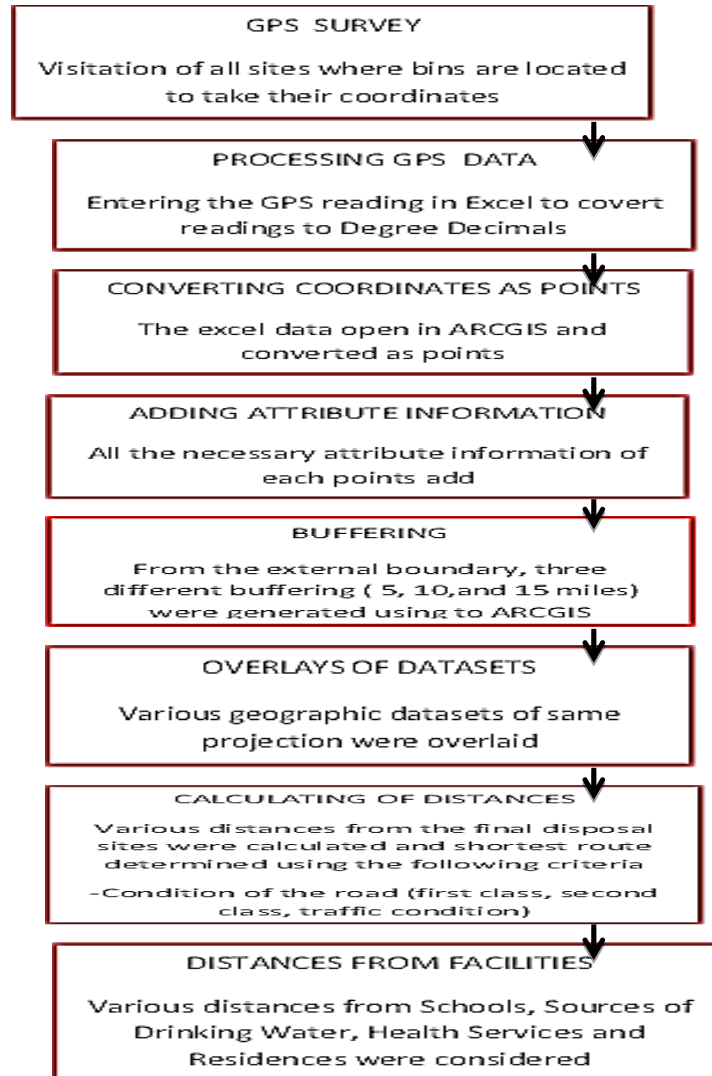 GPS SURVEY
Visitation of all sites where bins are located
to take their coordinates
PROCESSING GPS DATA
Entering the GPS reading in Excel to covert
readings to Degree Decimals
CONVERTING COORDINATES AS POINTS
The excel data open in ARCGIS and
converted as points
ADDING ATTRIBUTE INFORMATION
All the necessary attribute information of
each points add
BUFFERING
From the external boundary, three
different buffering ( 5, 10,and 15 miles)
were generated using to ARCGIS
OVERLAYS OF DATASETS
Various geographic datasets of same
projection were overlaid
CALCULATING OF DISTANCES
Various distances from the final disposal
sites were calculated and shortest route
determined using the following criteria
-Condition of the road (first class, second
class, traffic condition)
DISTANCES FROM FACILITIES
Various distances from Schools, Sources of
Drinking Water, Health Services and
Residences were considered